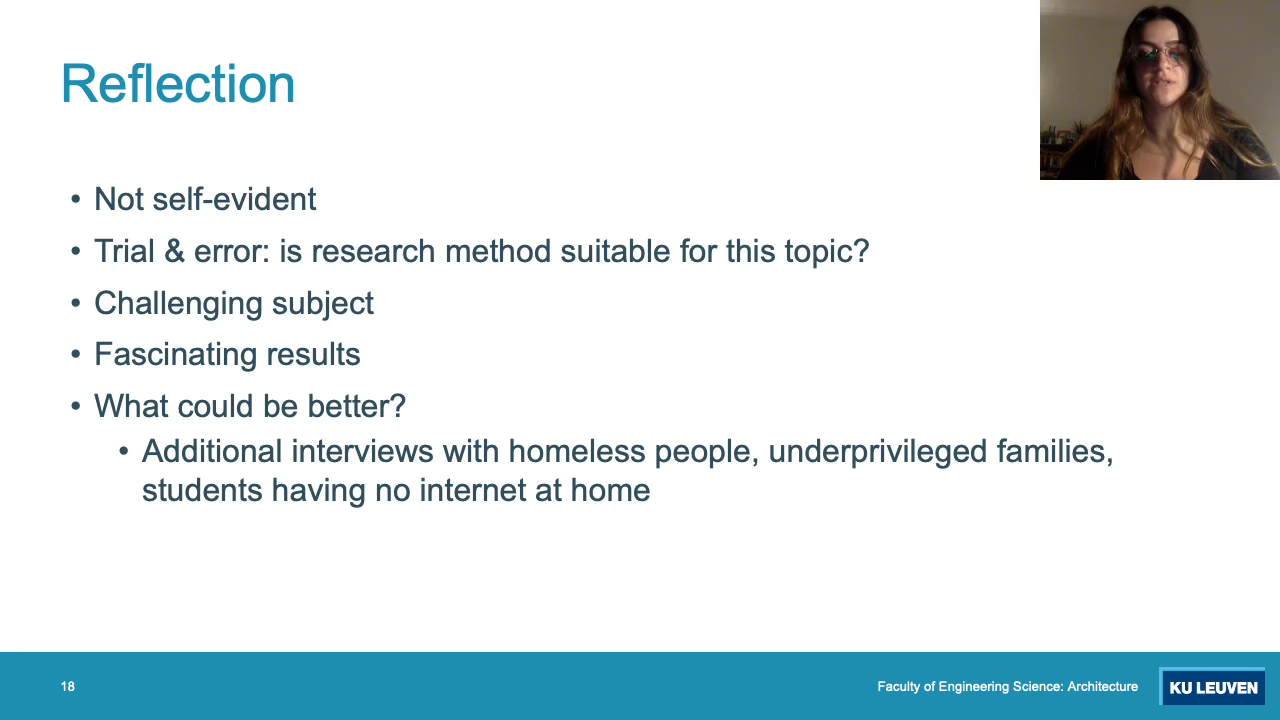 Reflection
• Not self-evident
• Trial & error: is research method suitable for this topic?
• Challenging subject
• Fascinating results
• What could be better?
• Additional interviews with homeless people, underprivileged families,
students having no internet at home
18
Faculty of Engineering Science: Architecture
KU LEUVEN